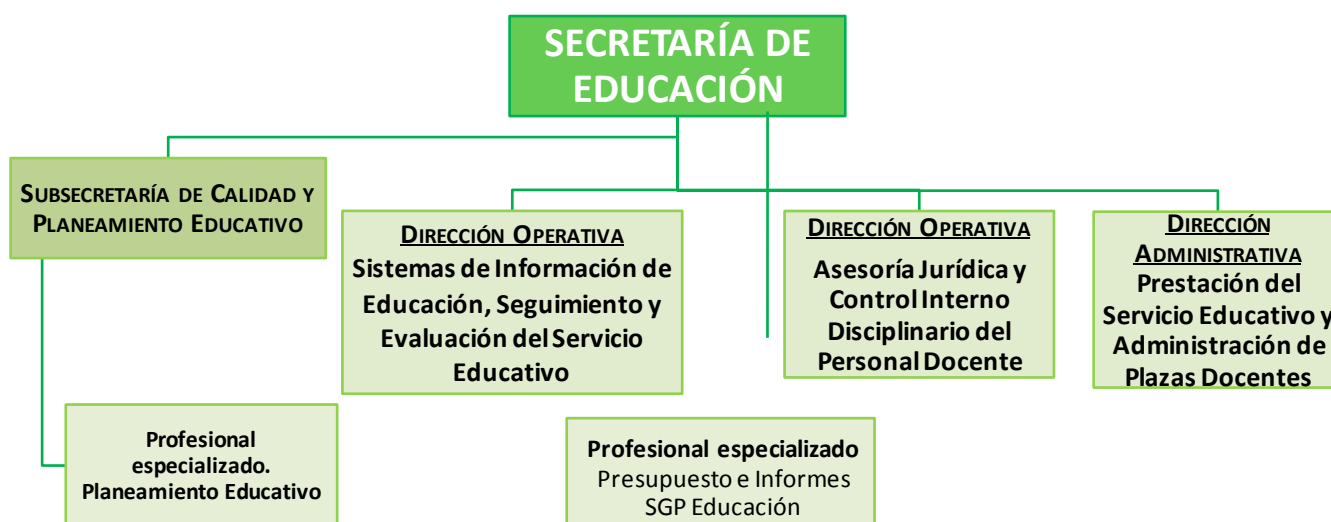 SECRETARÍA DE
EDUCACIÓN
SUBSECRETARÍA DE CALIDAD Y
PLANEAMIENTO EDUCATIVO
DIRECCIÓN OPERATIVA
Sistemas de Información de
Educación, Seguimiento y
Evaluación del Servicio
Educativo
DIRECCIÓN OPERATIVA
Asesoría Jurídica y
Control Interno
Disciplinario del
Personal Docente
DIRECCIÓN
ADMINISTRATIVA
Prestación del
Servicio Educativo y
Administración de
Plazas Docentes
Profesional
especializado.
Planeamiento Educativo
Profesional especializado
Presupuesto e Informes
SGP Educación